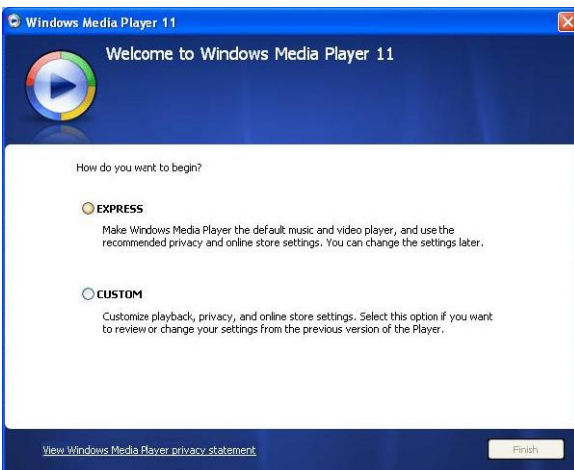 Windows Media Player 11
Welcome to Windows Media Player 11
How do you want to begin?
EXPRESS
Make Windows Media Player the default music and video player, and use the
recommended privacy and online store settings. You can change the settings later.
CUSTOM
Customize playback, privacy, and online store settings. Select this option if you want
to review or change your settings from the previous version of the Player.
View Windows Media Player privacy statement
Finish